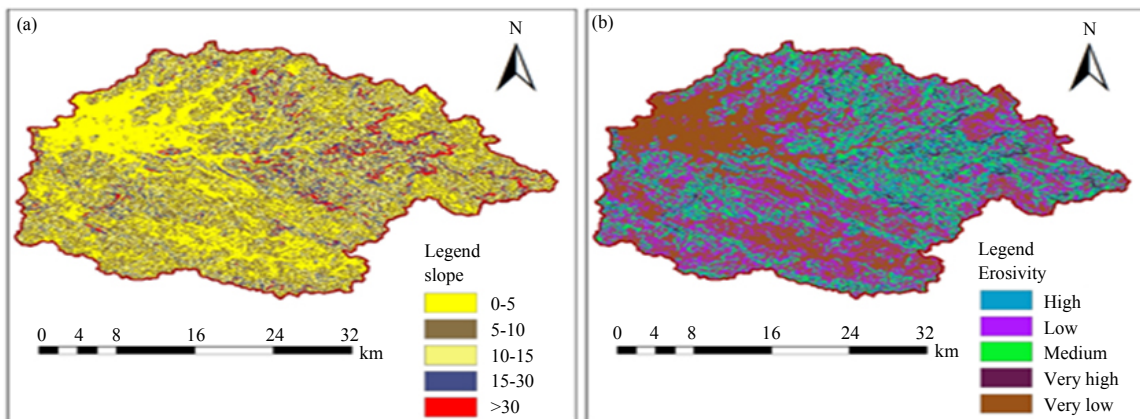 (a)
N
Legend
slope
0-5
5-10
10-15
15-30
>30
0 4 8 16 24 32
km
(b)
N
Legend
Erosivity
High
Low
Medium
Very high
Very low
0 4 8 16 24 32
km